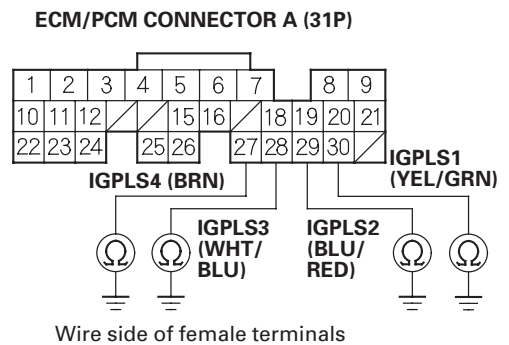 ECM/PCM CONNECTOR A (31P)
1 2 3 4 5 6 7 8 9
10 11 12 15 16 18 19 20 21
22 23 24 25 26 27 28 29 30
IGPLS4 (BRN)
IGPLS1
(YEL/GRN)
IGPLS3
(WHT/
BLU)
IGPLS2
(BLU/
RED)
Ω Ω Ω Ω
Wire side of female terminals